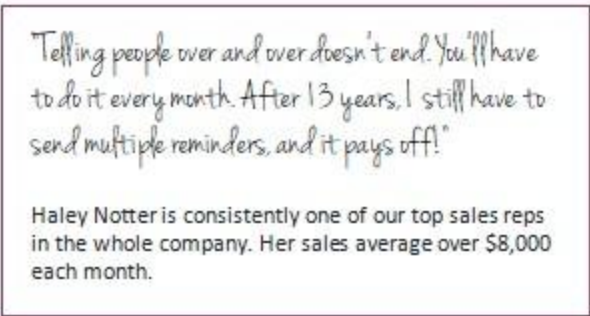 Telling people over and over doesn't end. You'll have
to do it every month. After 13 years, I still have to
send multiple reminders, and it pays off!"
Haley Notter is consistently one of our top sales reps
in the whole company. Her sales average over $8,000
each month.